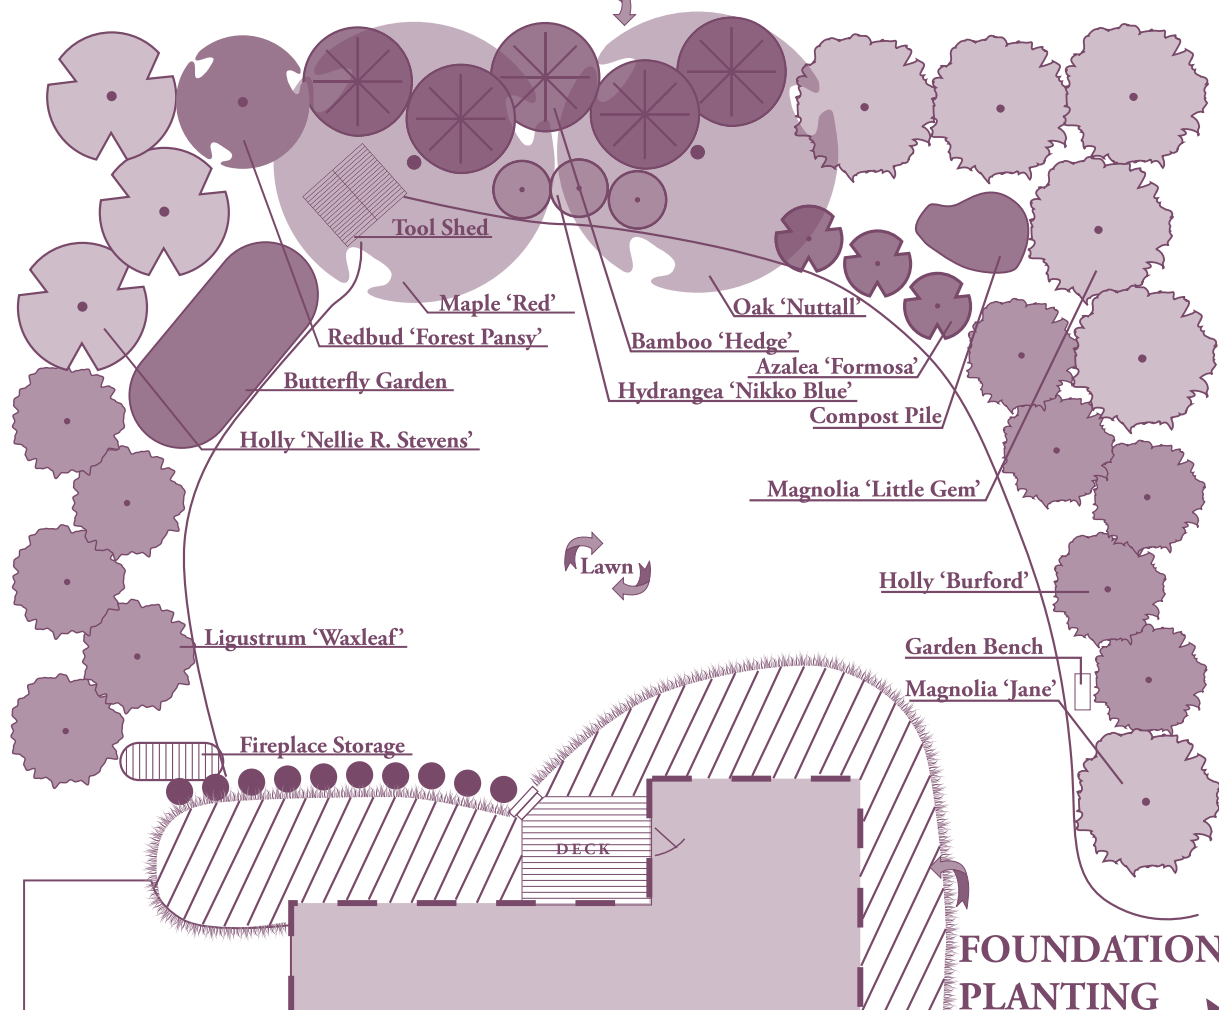 Tool Shed
Maple ‘Red’
Oak ‘Nuttall’
Redbud ‘Forest Pansy’
Bamboo ‘Hedge’
Azalea ‘Formosa’
Butterfly Garden
Hydrangea ‘Nikko Blue’
Compost Pile
Holly ‘Nellie R. Stevens’
Magnolia ‘Little Gem’
Lawn
Holly ‘Burford’
Ligustrum ‘Waxleaf’
Garden Bench
Magnolia ‘Jane’
Fireplace Storage
DECK
FOUNDATION
PLANTING